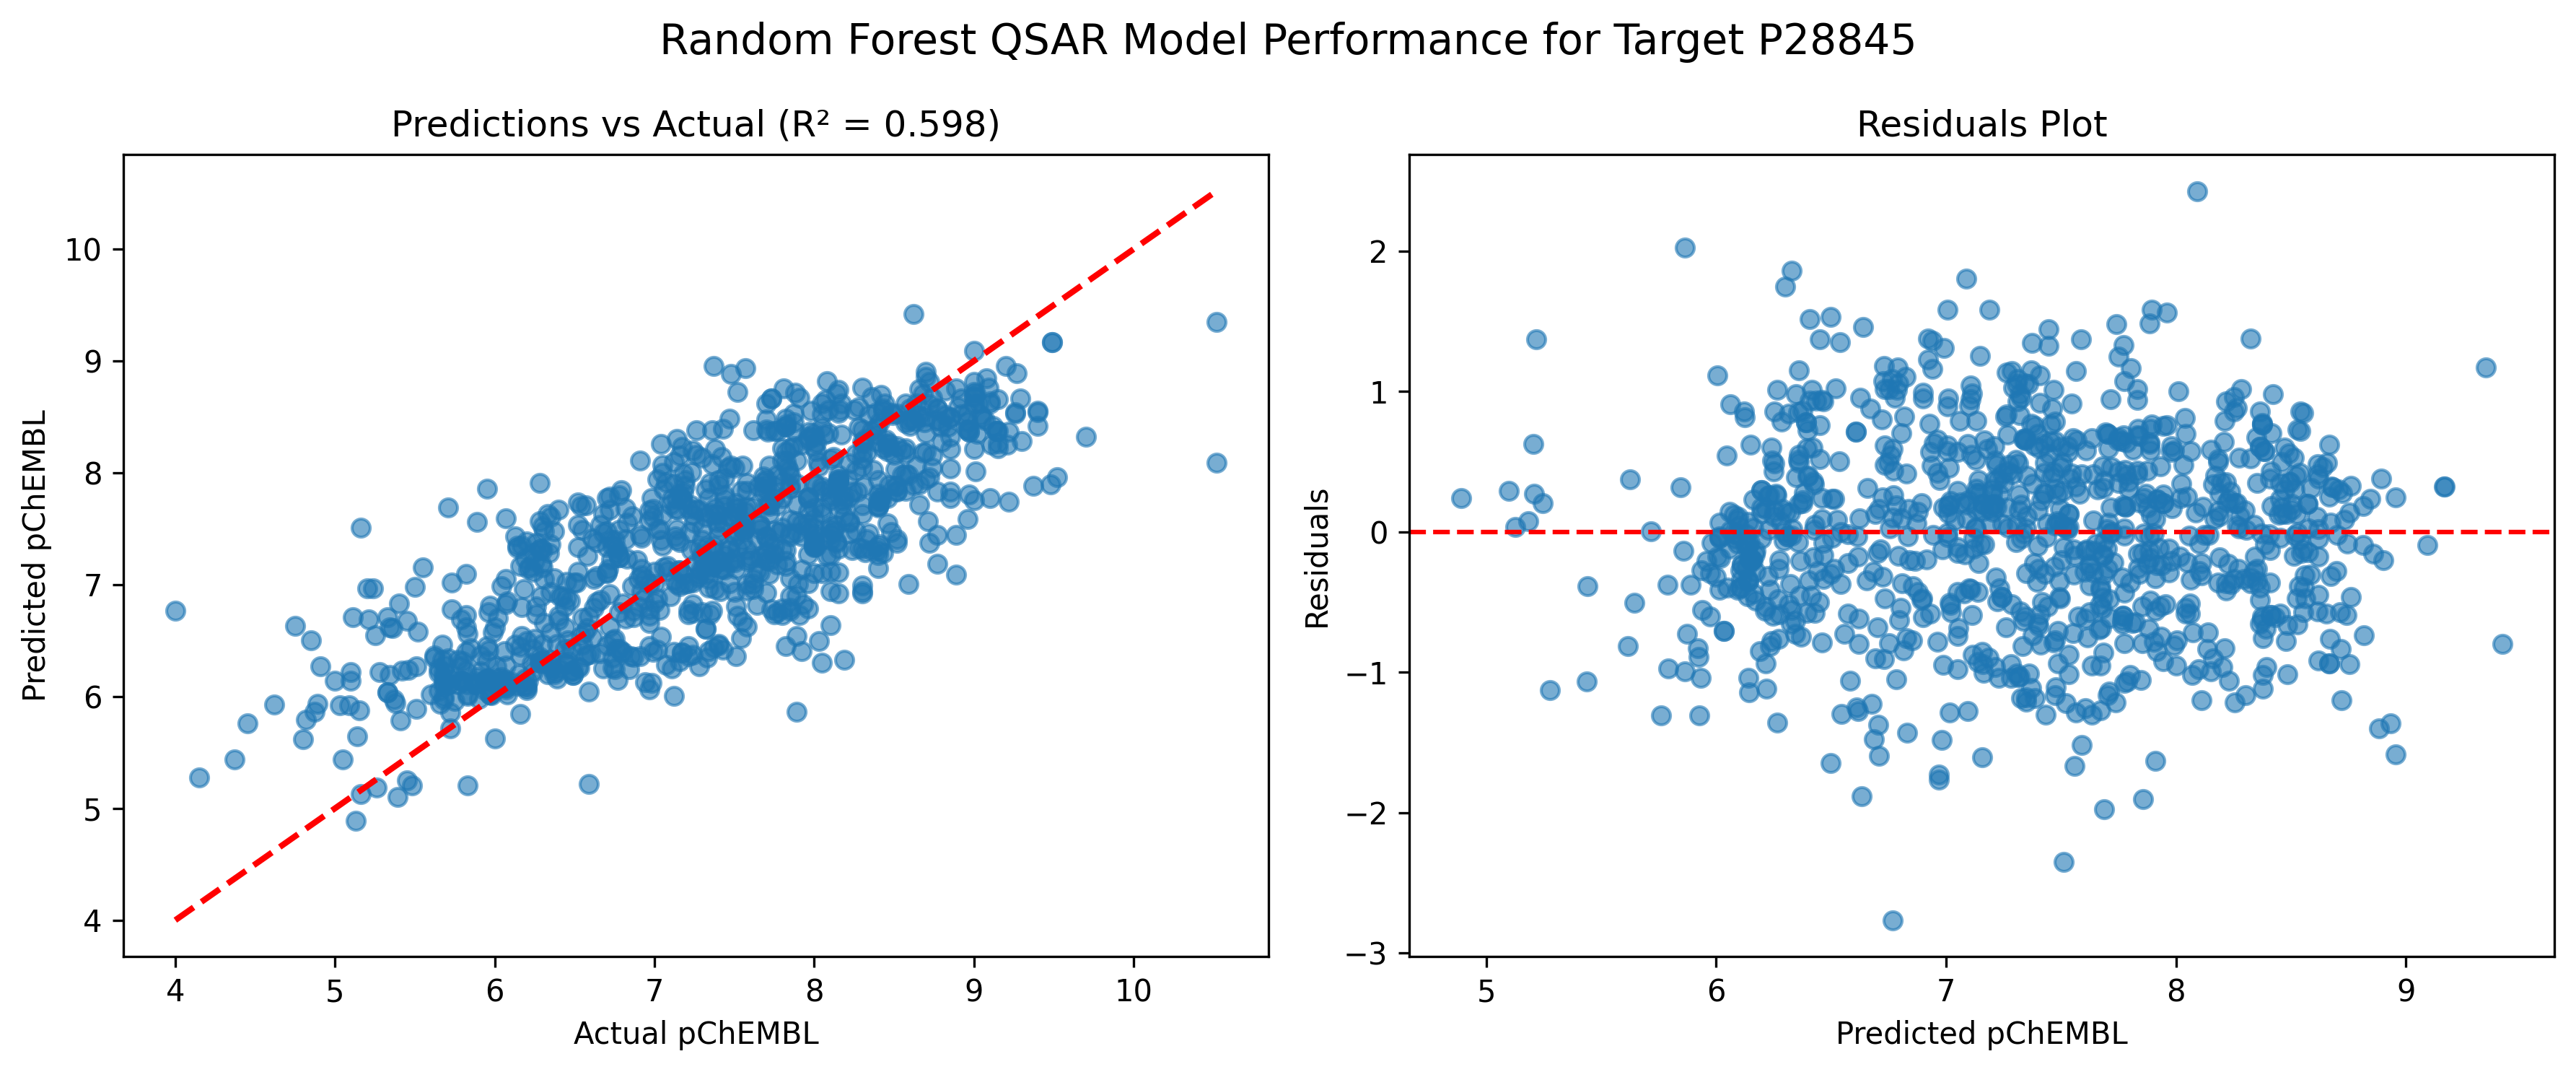 Random Forest QSAR Model Performance for Target P28845
Predictions vs Actual (R² = 0.598)
10
9
8
7
6
5
4
Predicted pChEMBL
4 5 6 7 8 9 10
Actual pChEMBL
Residuals Plot
2
1
0
−1
−2
−3
Residuals
5 6 7 8 9
Predicted pChEMBL